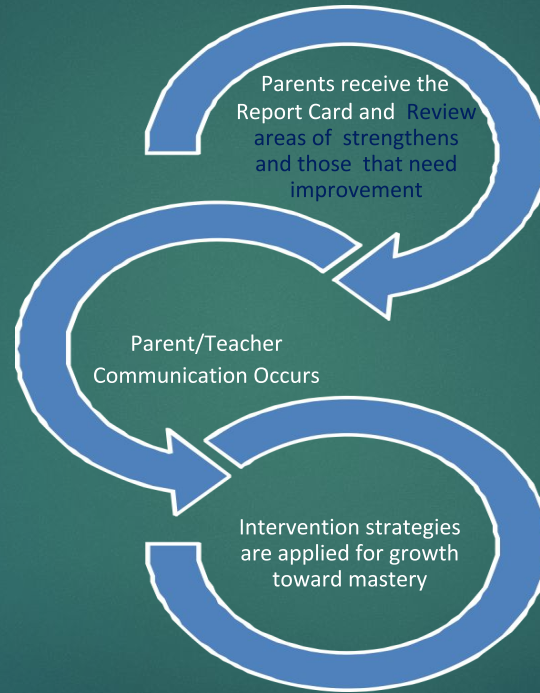 Parents receive the
Report Card and Review
areas of strengthens
and those that need
improvement
Parent/Teacher
Communication Occurs
Intervention strategies
are applied for growth
toward mastery